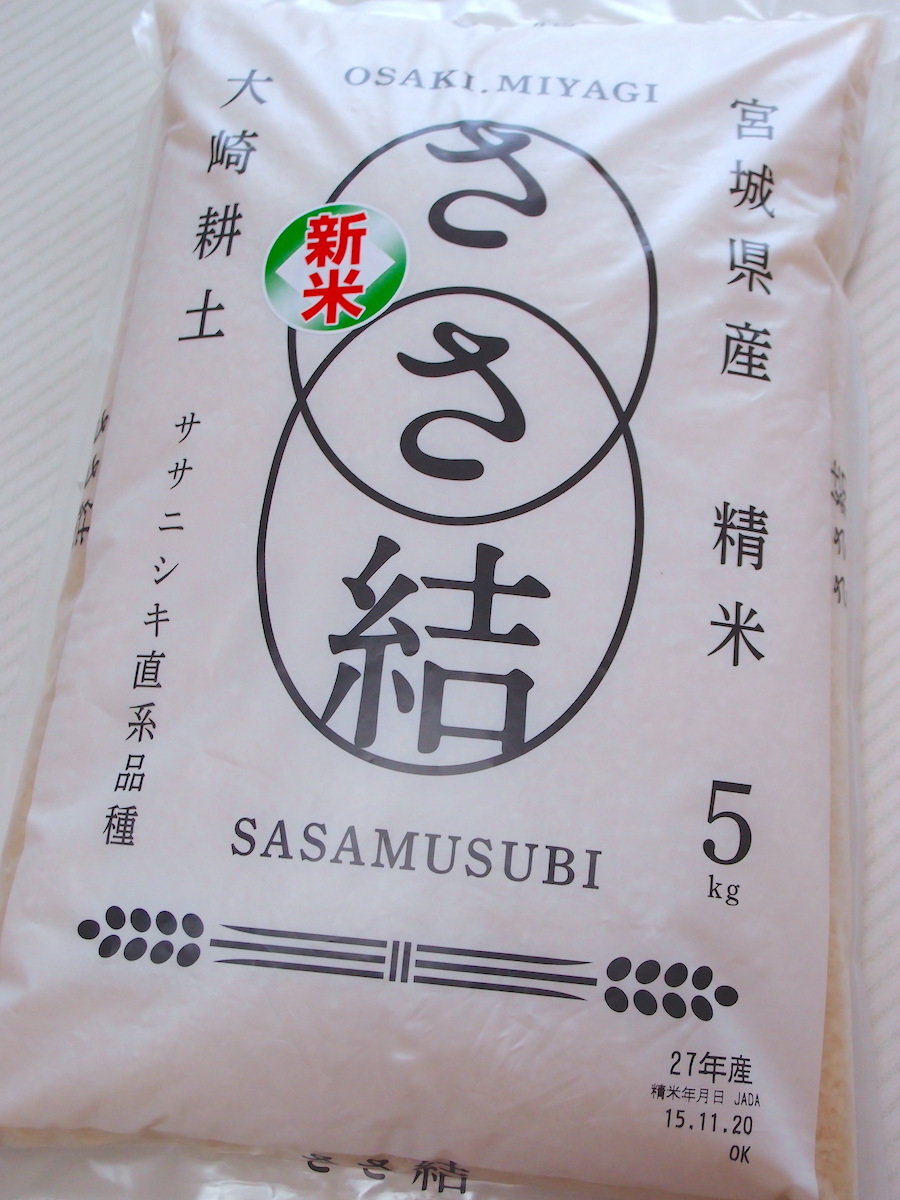 OSAKI.MIYAGI
宮城県産 精米
5
kg
ささ結
新米
大崎耕土 ササニシキ直系品種
SASAMUSUBI
27年産
精米年月日 JADA
15.11.20
OK
ささ結